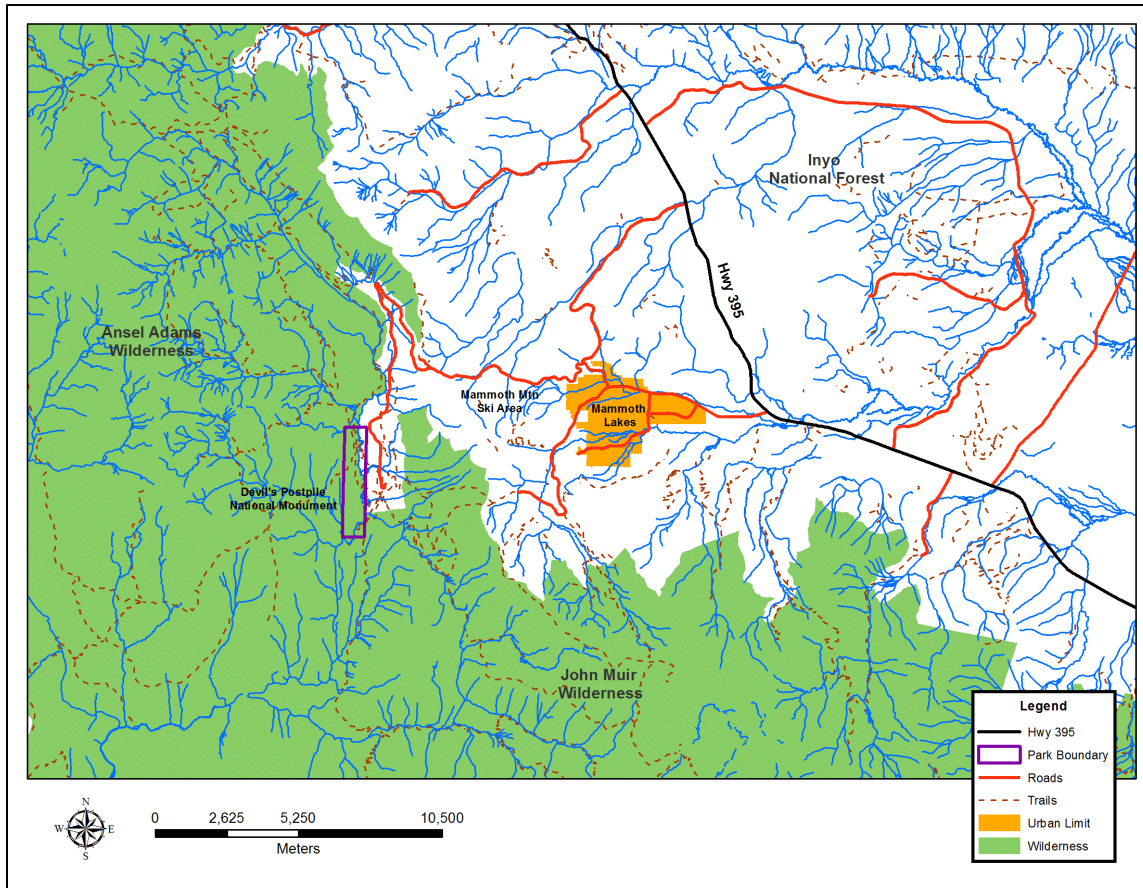 Inyo
National Forest
Hwy 395
Ansel Adams
Wilderness
Mammoth Mtn
Ski Area
Mammoth
Lakes
Devil's Postpile
National Monument
John Muir
Wilderness
Legend
Hwy 395
Park Boundary
Roads
Trails
Urban Limit
Wilderness
N
W E
S
0 2,625 5,250 10,500
Meters